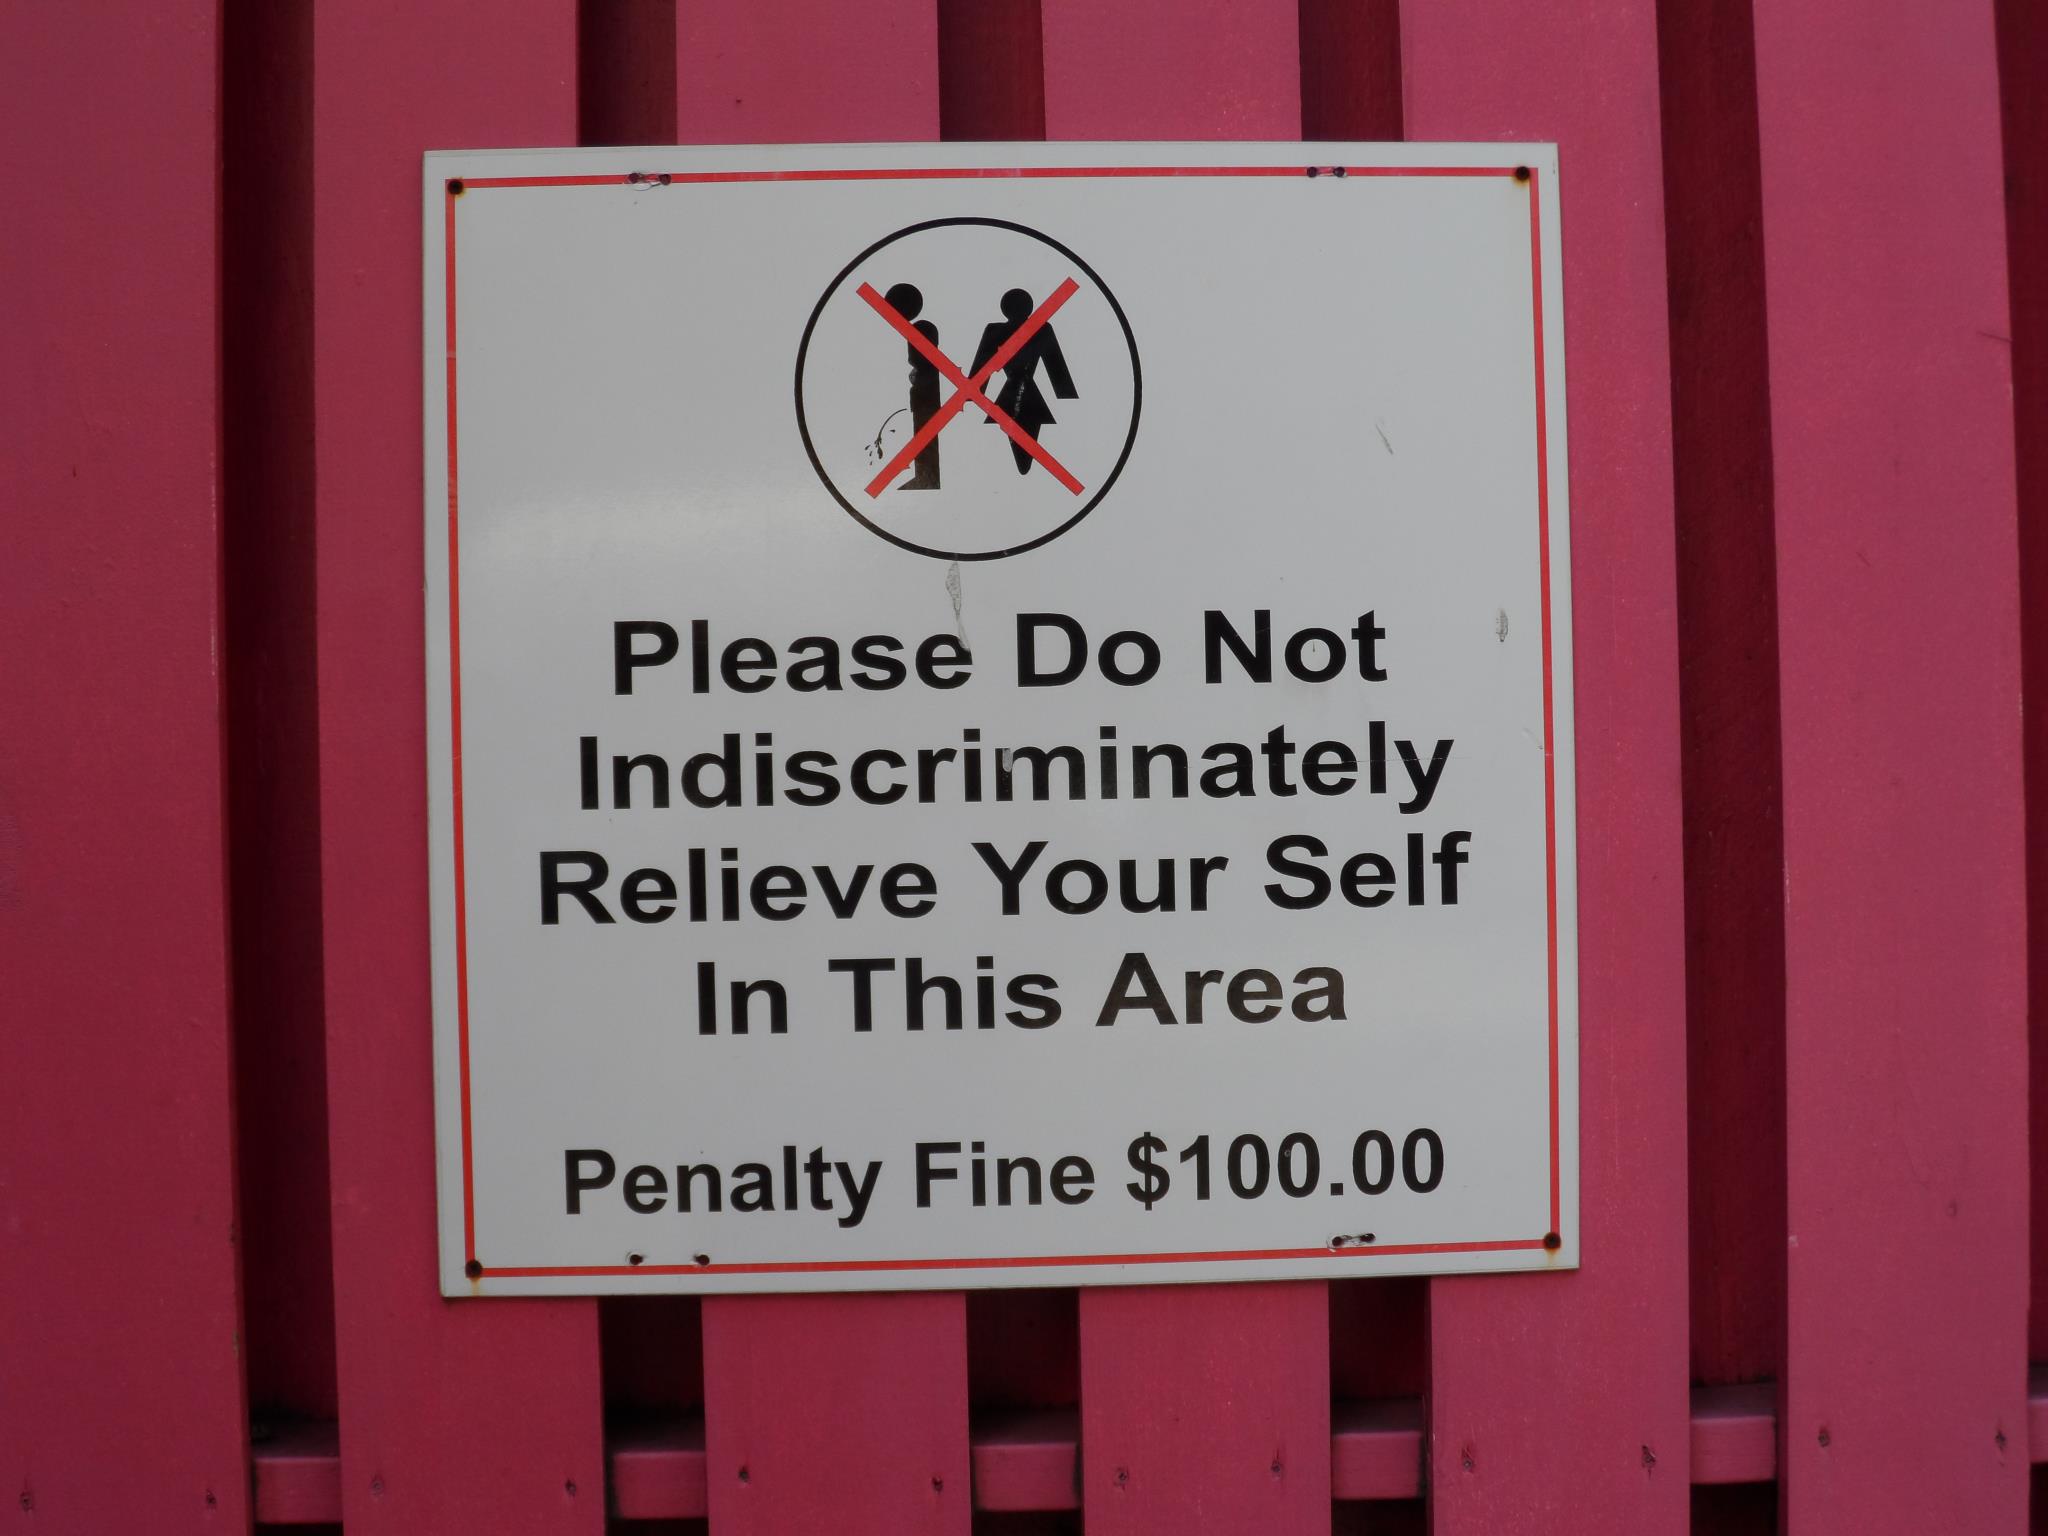 Please Do Not
Indiscriminately
Relieve Your Self
In This Area
Penalty Fine $100.00